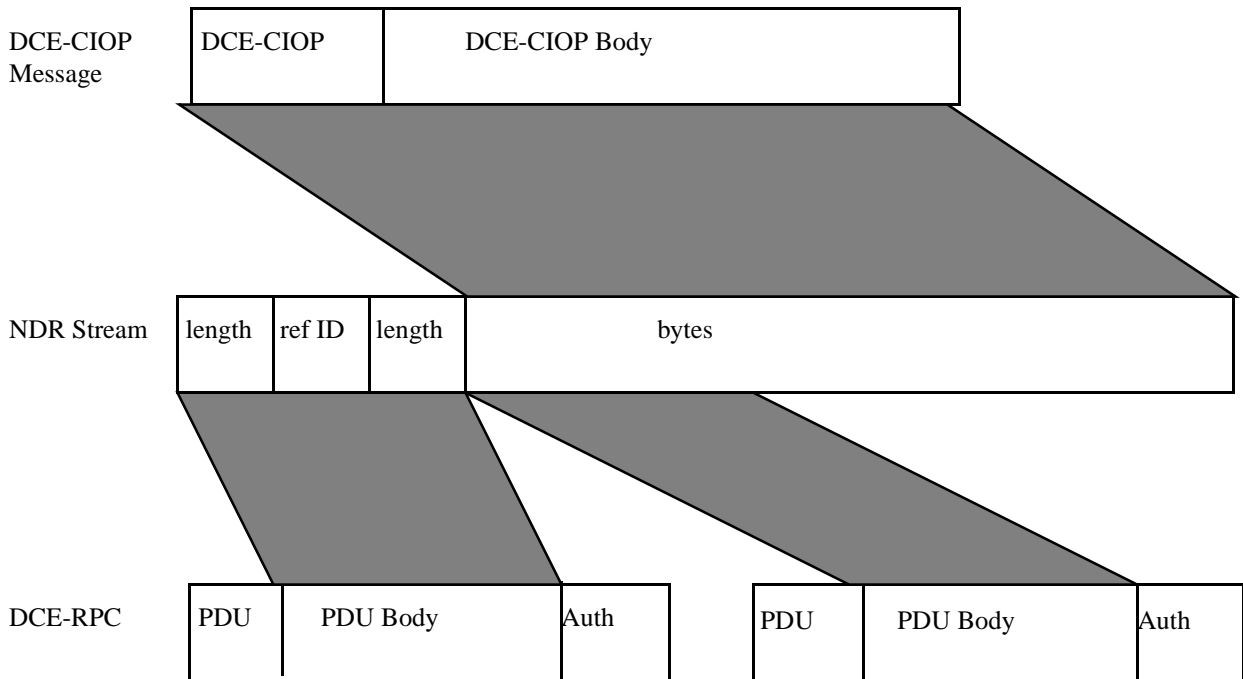 DCE-CIOP Message
DCE-CIOP
DCE-CIOP Body
NDR Stream
length
ref ID
length
bytes
DCE-RPC
PDU
PDU Body
Auth
PDU
PDU Body
Auth